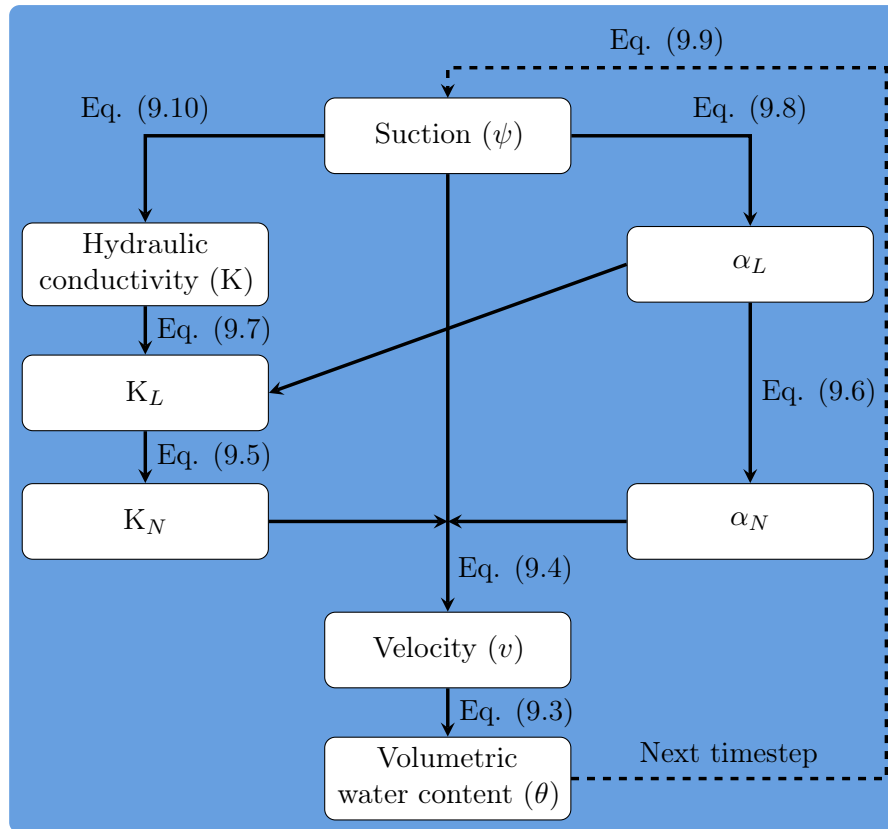 Eq. (9.9)
Eq. (9.10)
Suction (ψ)
Eq. (9.8)
Hydraulic
conductivity (K)
α_L
Eq. (9.7)
K_L
Eq. (9.6)
Eq. (9.5)
K_N
α_N
Eq. (9.4)
Velocity (v)
Eq. (9.3)
Volumetric
water content (θ)
Next timestep